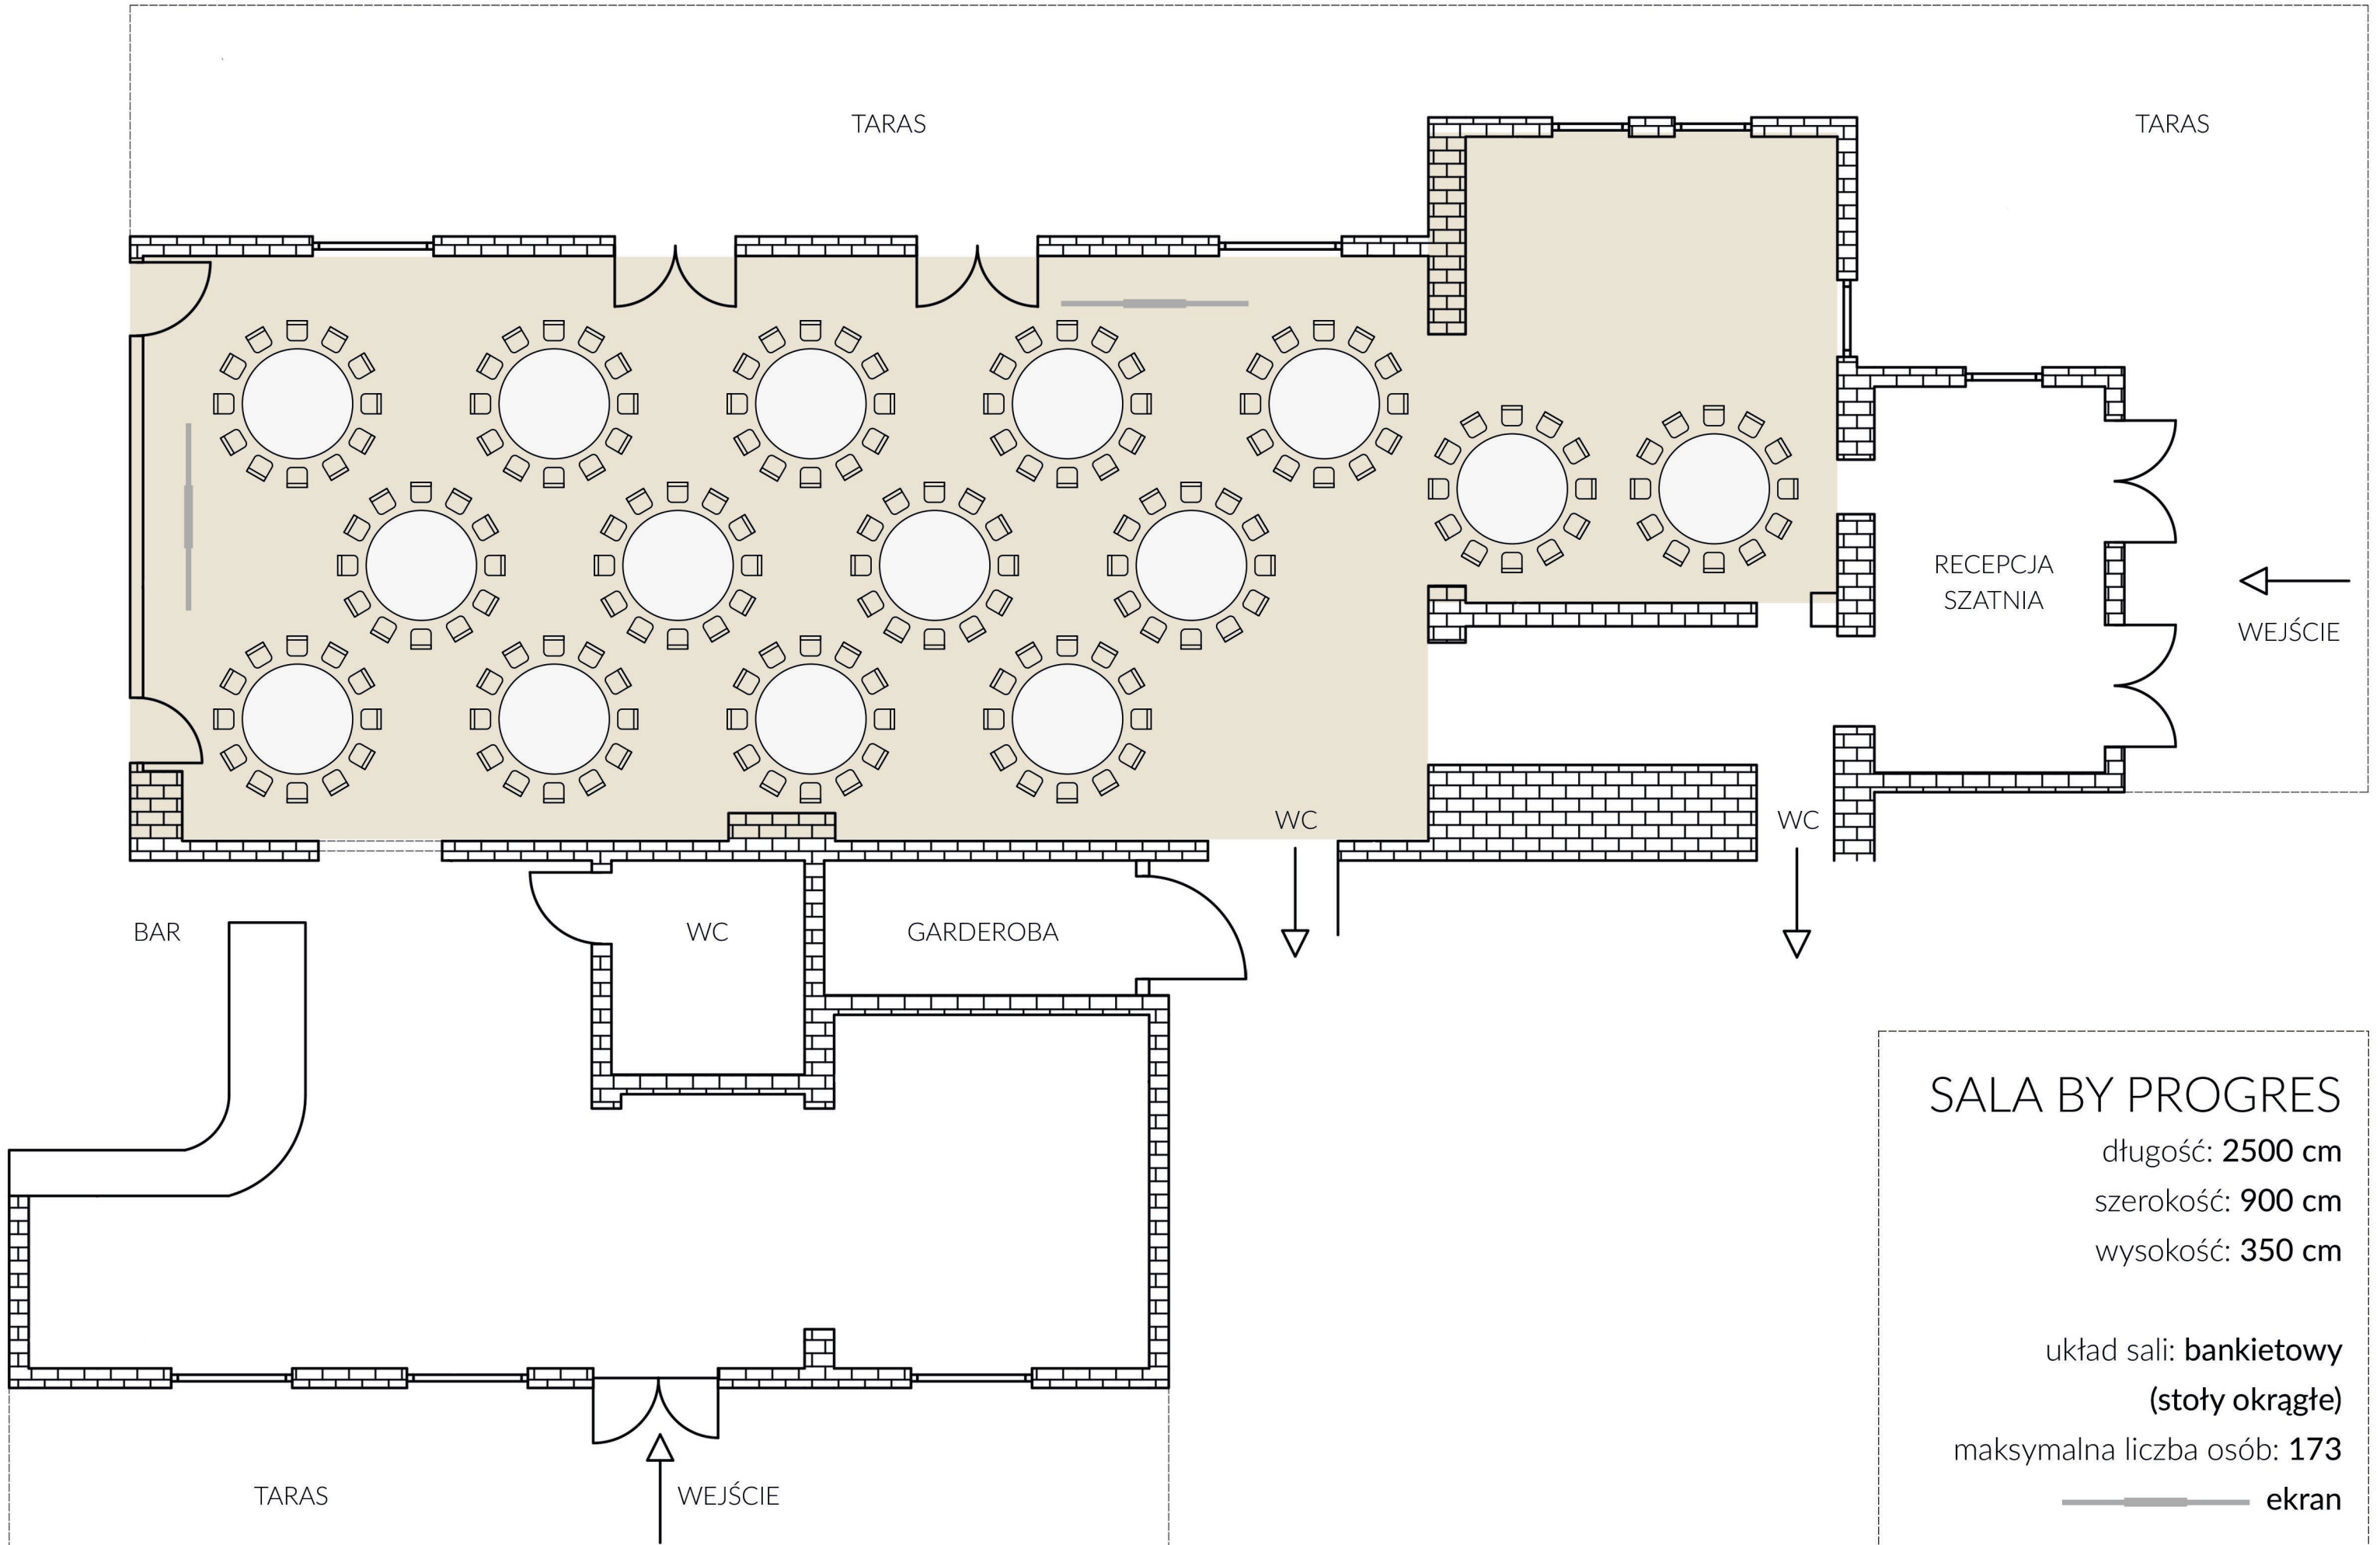 TARAS
TARAS
RECEPCJA
SZATNIA
WEJŚCIE
WC
WC
BAR
WC
GARDEROBA
SALA BY PROGRES
długość: 2500 cm
szerokość: 900 cm
wysokość: 350 cm
układ sali: bankietowy
(stoły okrągłe)
maksymalna liczba osób: 173
ekran
TARAS
WEJŚCIE